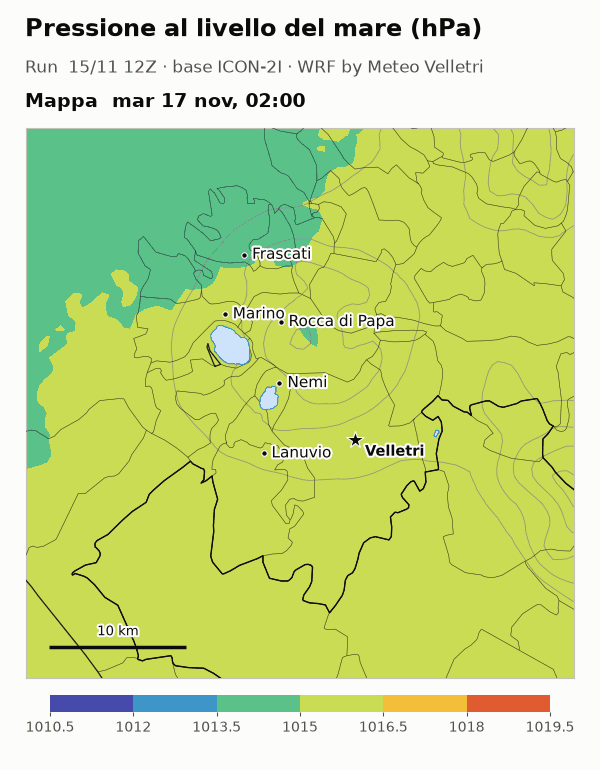 Pressione al livello del mare (hPa)
Run 15/11 12Z · base ICON-2I · WRF by Meteo Velletri
Mappa mar 17 nov, 02:00
Frascati
Marino
Rocca di Papa
Nemi
Velletri
Lanuvio
10 km
1010.5 1012 1013.5 1015 1016.5 1018 1019.5